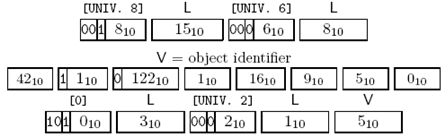 [UNIV. 8] L [UNIV. 6] L
00 1 8₁₀ 15₁₀ 00 0 6₁₀ 8₁₀
V = object identifier
42₁₀ 1 1₁₀ 0 122₁₀ 1₁₀ 16₁₀ 9₁₀ 5₁₀ 0₁₀
[0] L [UNIV. 2] L V
10 1 0₁₀ 3₁₀ 00 0 2₁₀ 1₁₀ 5₁₀